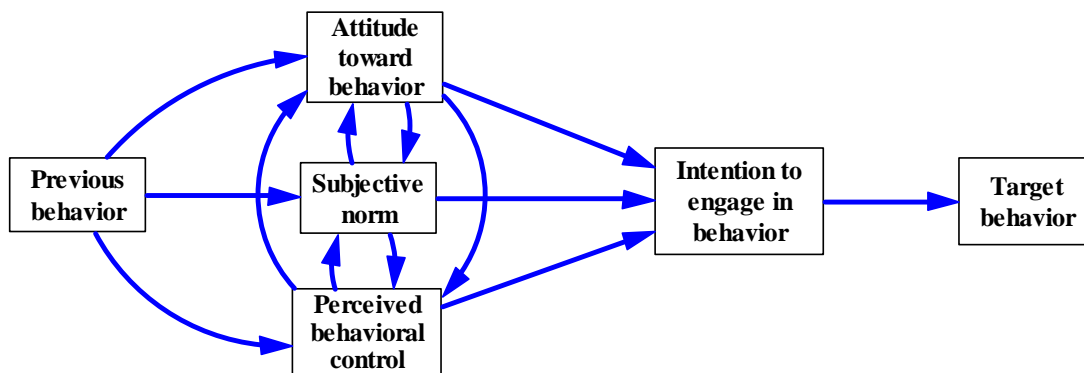 Attitude
toward
behavior
Previous
behavior
Subjective
norm
Perceived
behavioral
control
Intention to
engage in
behavior
Target
behavior